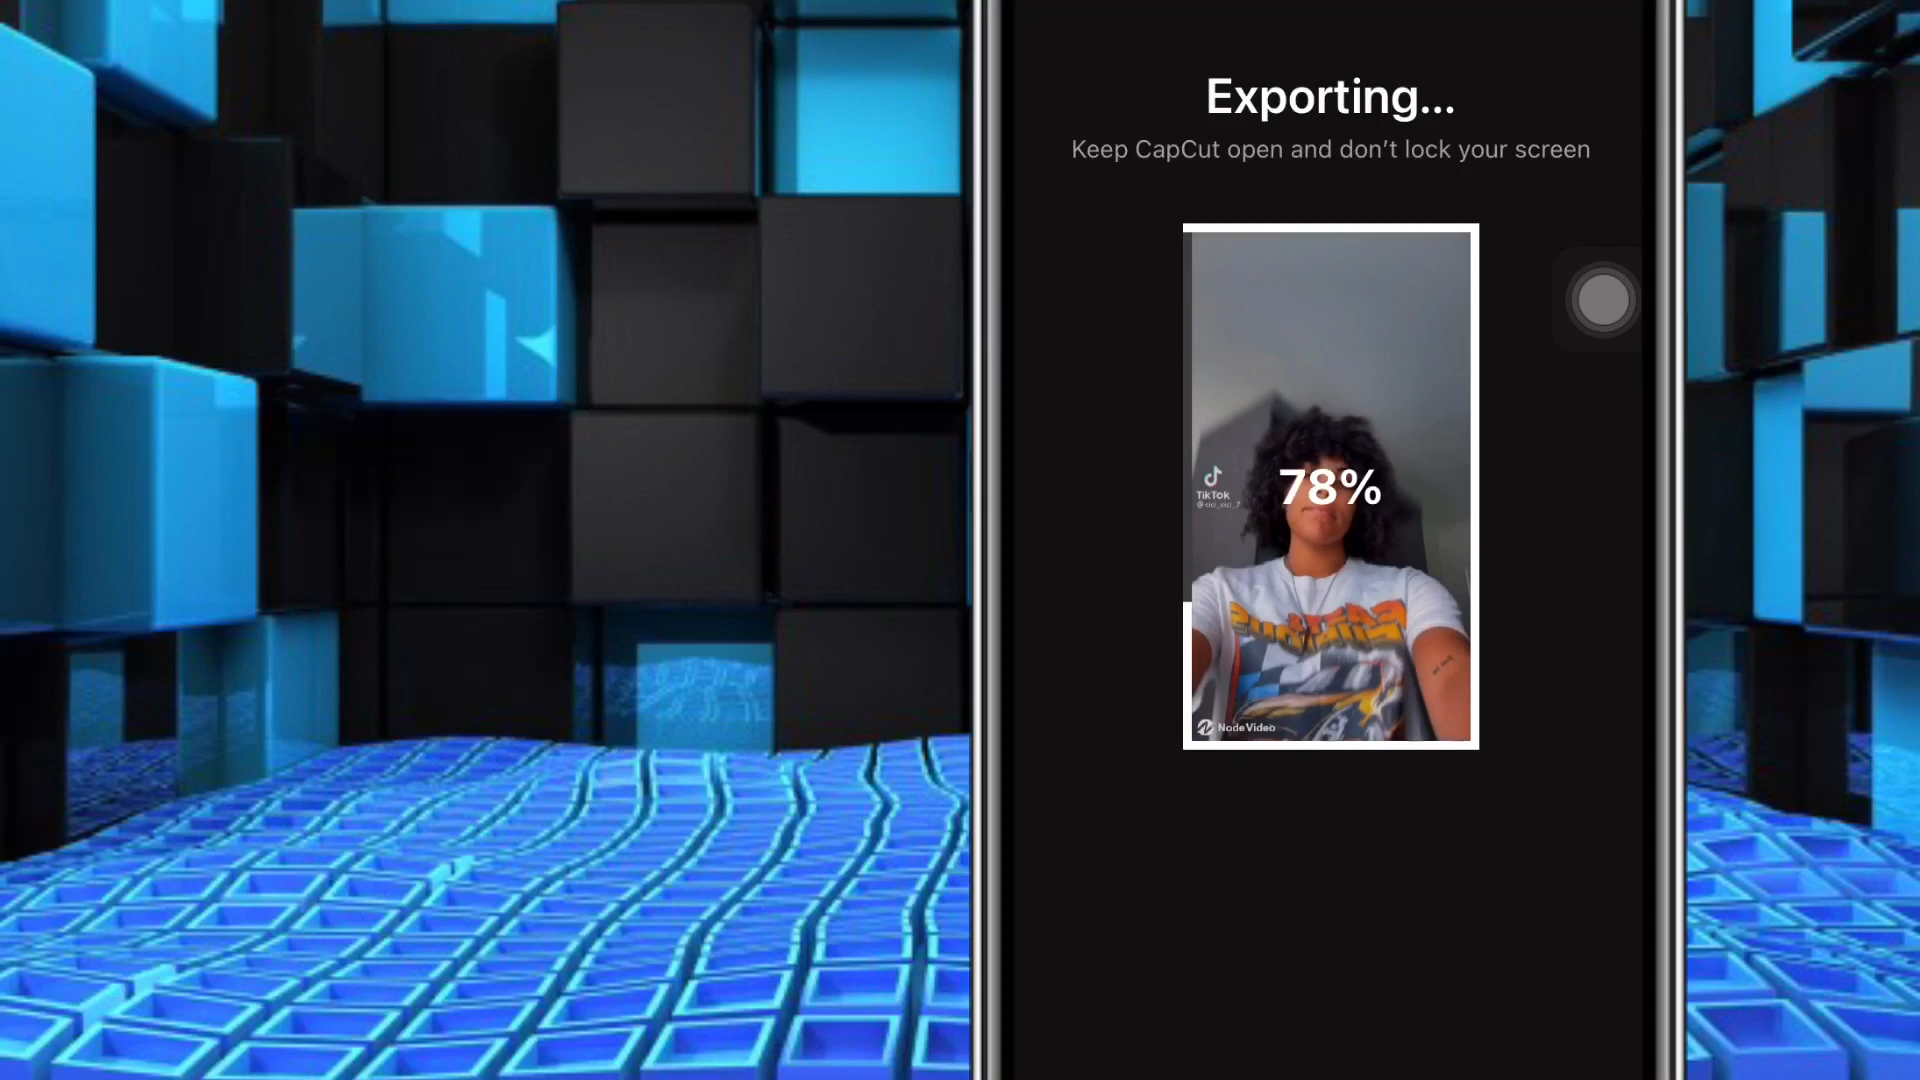 Exporting...
Keep CapCut open and don’t lock your screen
78%
TikTok
NodeVideo